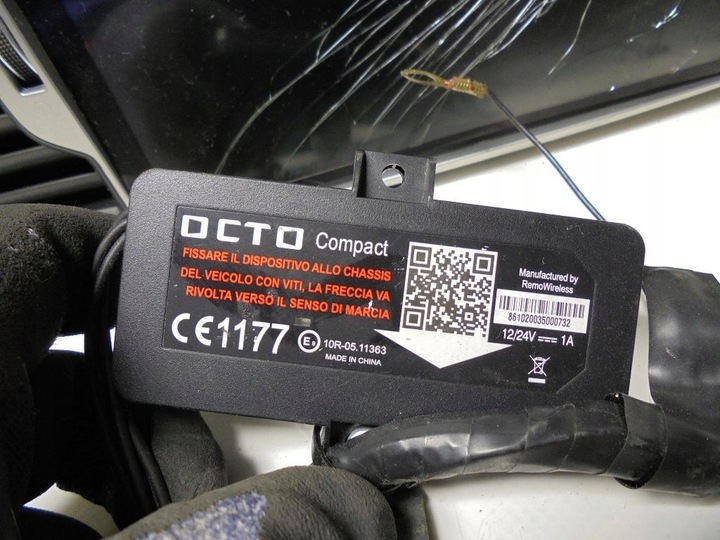 OCTO Compact
FISSARE IL DISPOSITIVO ALLO CHASSIS
DEL VEICOLO CON VITI, LA FRECCIA VA
RIVOLTA VERSO IL SENSO DI MARCIA
CE1177 E9 10R-05.11363
MADE IN CHINA
Manufactured by
RemoWireless
861020035000732
12/24V ⎓ 1A